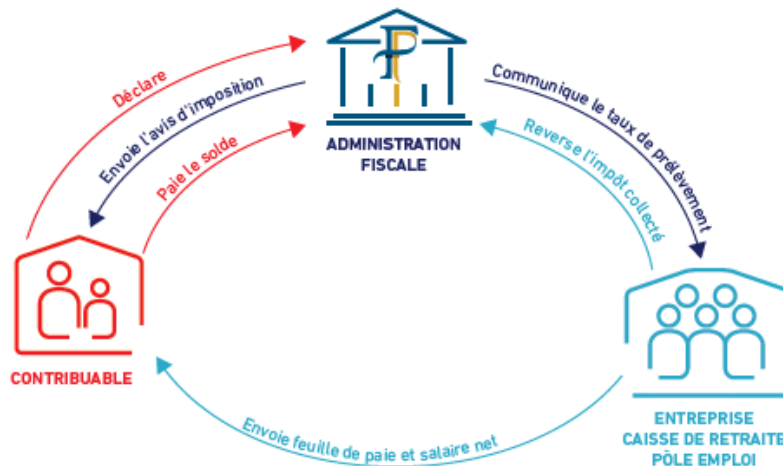 Déclare
Envoie l'avis d'imposition
Paie le solde
ADMINISTRATION
FISCALE
Communique le taux de prélèvement
Reverse l'impôt collecté
CONTRIBUABLE
Envoie feuille de paie et salaire net
ENTREPRISE
CAISSE DE RETRAITE
PÔLE EMPLOI